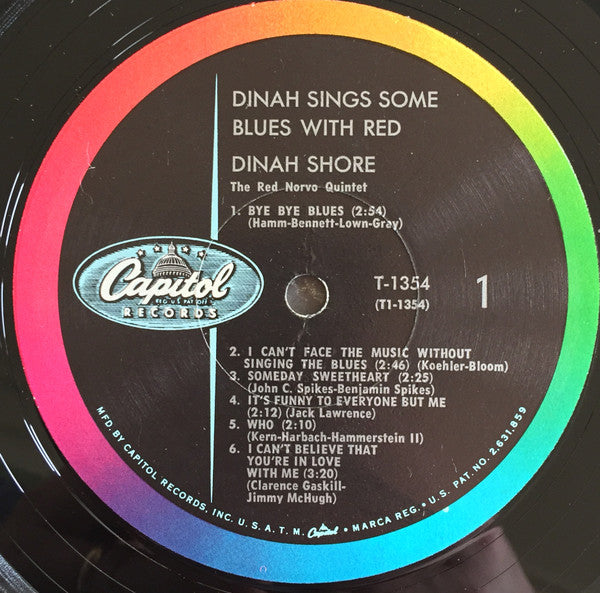 DINAH SINGS SOME
BLUES WITH RED
DINAH SHORE
The Red Norvo Quintet
1. BYE BYE BLUES (2:54)
(Hamm-Bennett-Lown-Gray)
Capitol
REG. U.S. PAT. OFF.
RECORDS
T-1354
(T1-1354)
1
2. I CAN'T FACE THE MUSIC WITHOUT
SINGING THE BLUES (2:46) (Koehler-Bloom)
3. SOMEDAY SWEETHEART (2:25)
(John C. Spikes-Benjamin Spikes)
4. IT'S FUNNY TO EVERYONE BUT ME
(2:12) (Jack Lawrence)
5. WHO (2:10)
(Kern-Harbach-Hammerstein II)
6. I CAN'T BELIEVE THAT
YOU'RE IN LOVE
WITH ME (3:20)
(Clarence Gaskill-
Jimmy McHugh)
MFD. BY CAPITOL RECORDS, INC. U.S.A. T.M. Capitol • MARCA REG. • U.S. PAT. NO. 2,631,859